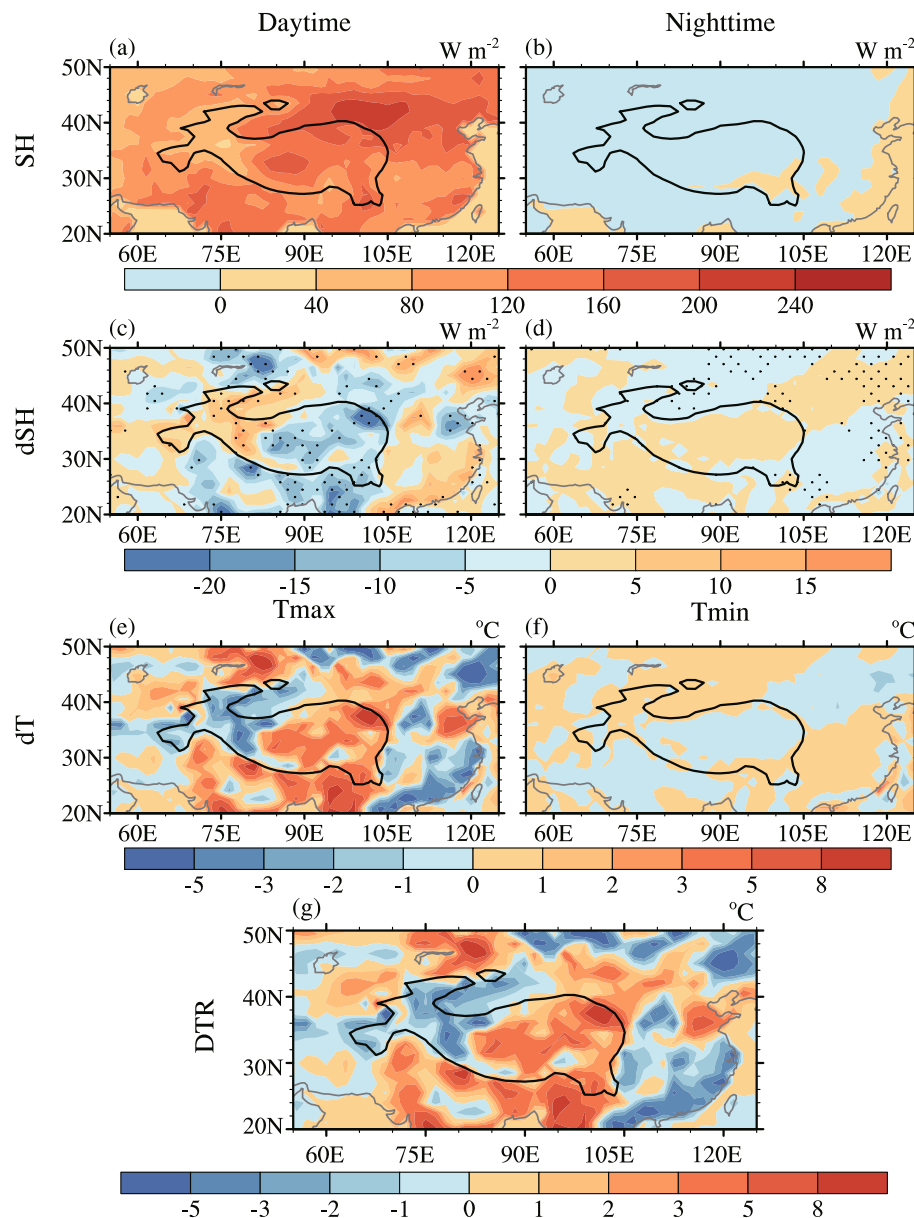 Daytime Nighttime
(a) W m-2 (b) W m-2
50N
40N
30N
20N
SH
60E 75E 90E 105E 120E 60E 75E 90E 105E 120E
0 40 80 120 160 200 240
(c) W m-2 (d) W m-2
50N
40N
30N
20N
dSH
60E 75E 90E 105E 120E 60E 75E 90E 105E 120E
-20 -15 -10 -5 0 5 10 15
Tmax Tmin
(e) °C (f) °C
50N
40N
30N
20N
dT
60E 75E 90E 105E 120E 60E 75E 90E 105E 120E
-5 -3 -2 -1 0 1 2 3 5 8
(g) °C
50N
40N
30N
20N
DTR
60E 75E 90E 105E 120E
-5 -3 -2 -1 0 1 2 3 5 8